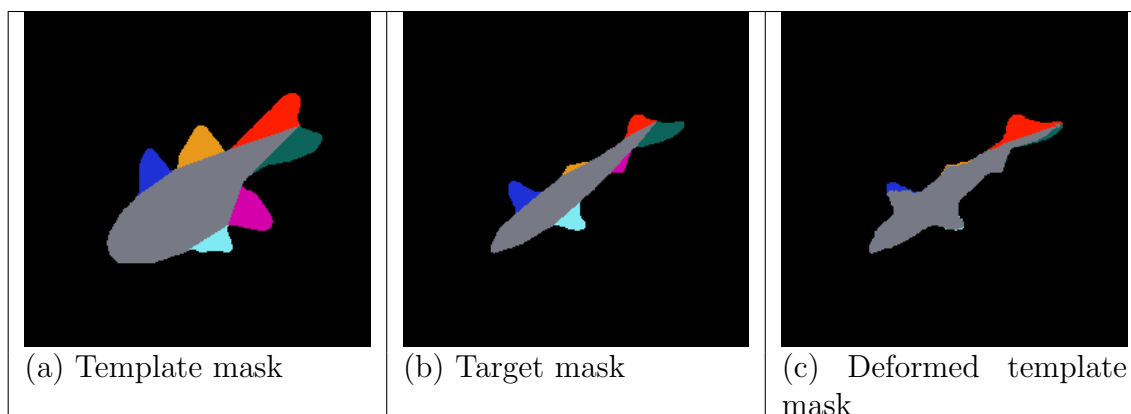 (a) Template mask
(b) Target mask
(c) Deformed template
mask